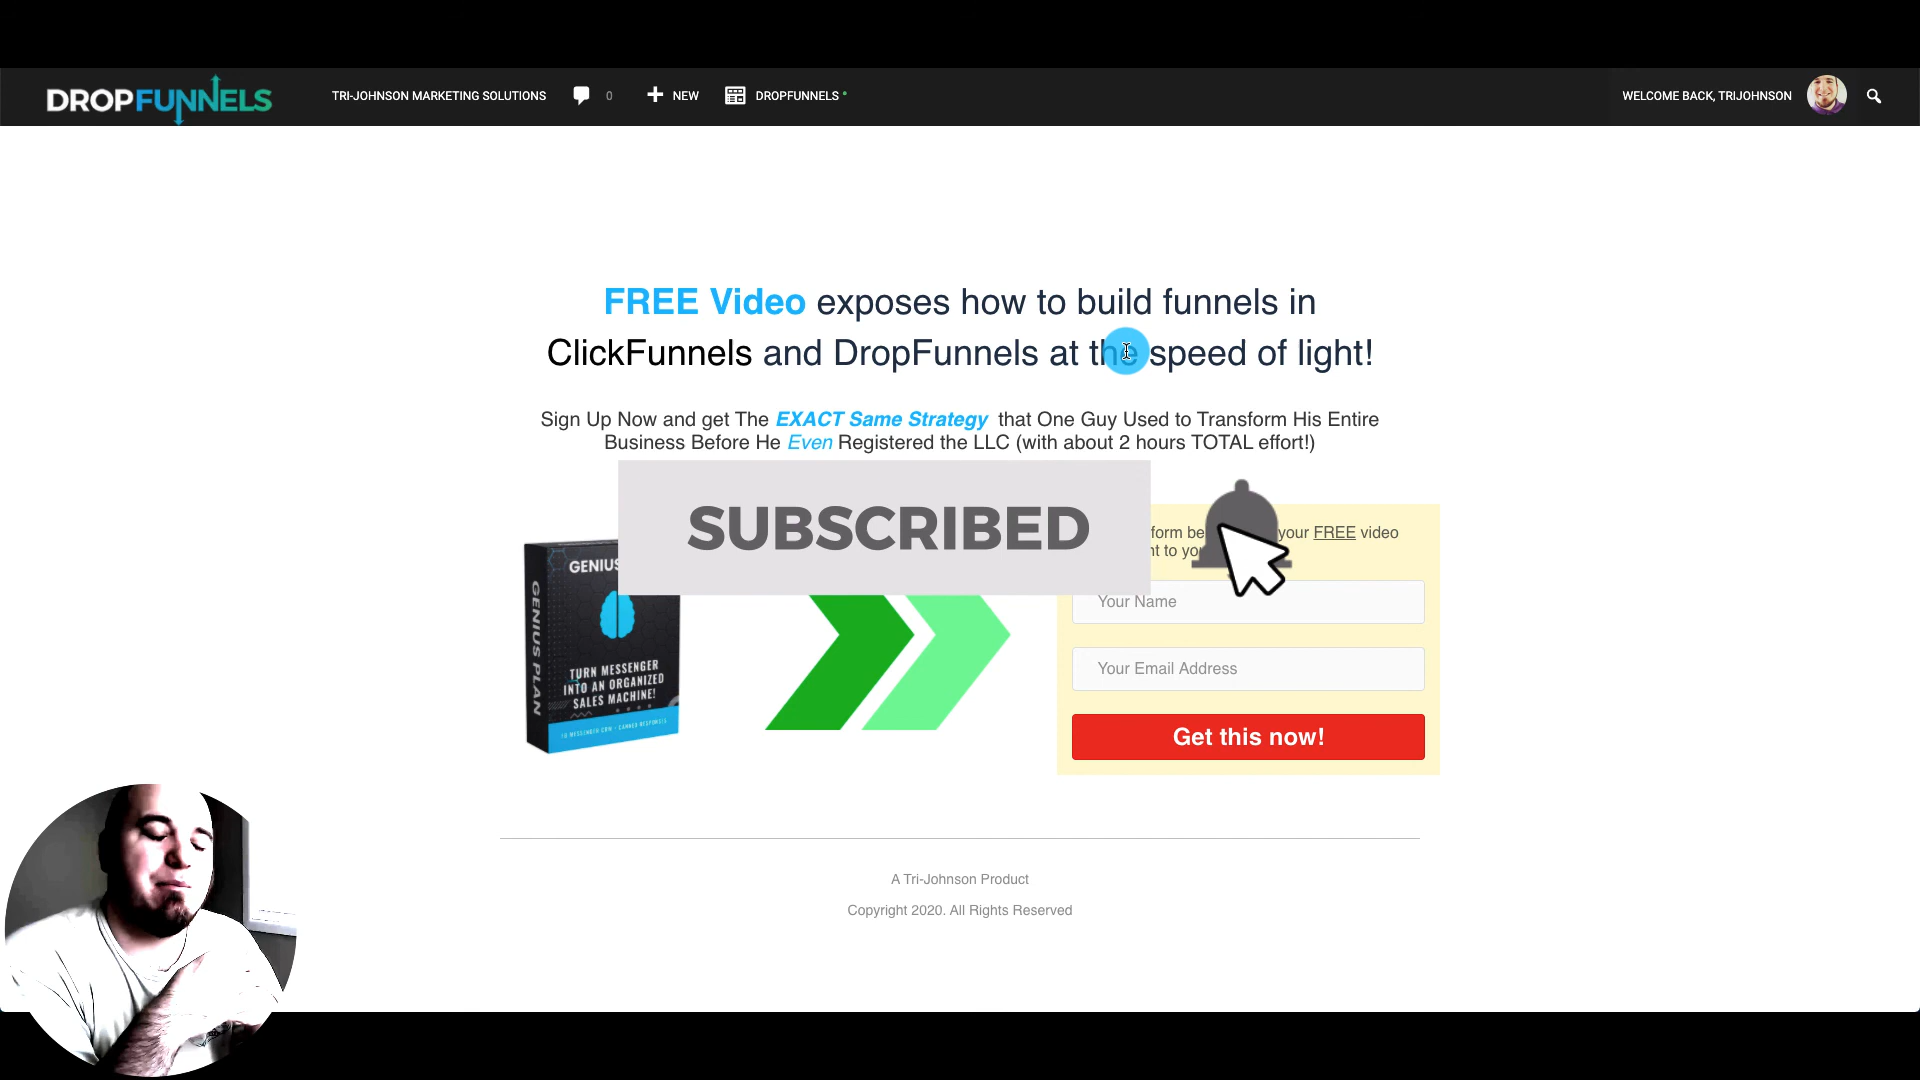 DROPFUNNELS
TRI-JOHNSON MARKETING SOLUTIONS
0
NEW
DROPFUNNELS
WELCOME BACK, TRIJOHNSON
FREE Video exposes how to build funnels in
ClickFunnels and DropFunnels at the speed of light!
Sign Up Now and get The EXACT Same Strategy that One Guy Used to Transform His Entire
Business Before He Even Registered the LLC (with about 2 hours TOTAL effort!)
SUBSCRIBED
form your FREE video
to
GENIUS PLAN
TURN MESSENGER
INTO AN ORGANIZED
SALES MACHINE!
Your Name
Your Email Address
Get this now!
A Tri-Johnson Product
Copyright 2020. All Rights Reserved